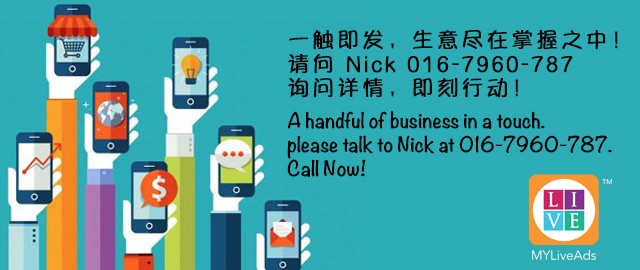 一触即发，生意尽在掌握之中！
请向 Nick 016-7960-787
询问详情，即刻行动！
A handful of business in a touch.
please talk to Nick at 016-7960-787.
Call Now!
LIVE
TM
MYLiveAds